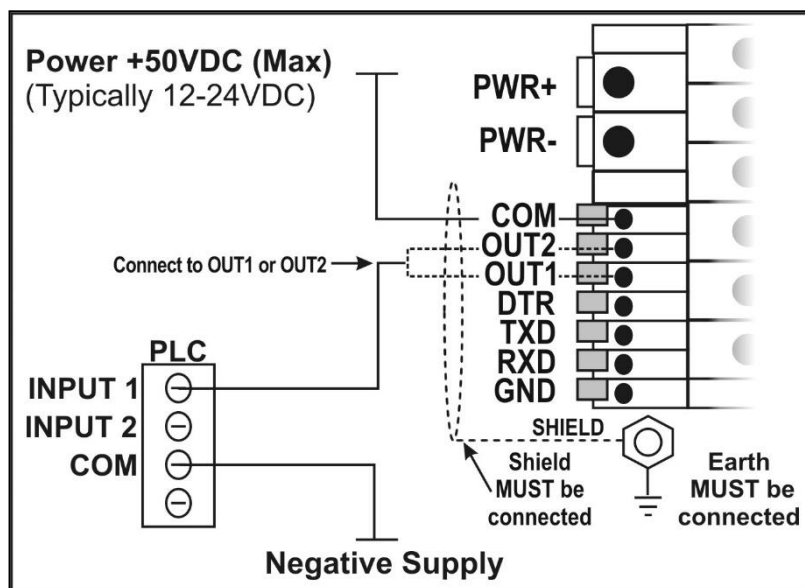 Power +50VDC (Max)
(Typically 12-24VDC)
PWR+
PWR-
COM
OUT2
Connect to OUT1 or OUT2
OUT1
DTR
TXD
RXD
GND
PLC
INPUT 1
INPUT 2
COM
SHIELD
Shield
MUST be
connected
Earth
MUST be
connected
Negative Supply